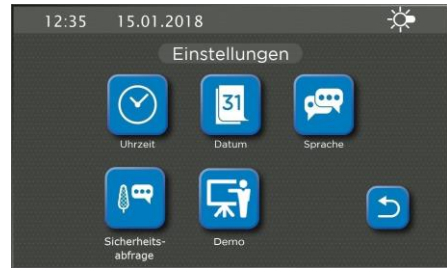 12:35 15.01.2018
Einstellungen
31
Uhrzeit Datum Sprache
Sicherheits-
abfrage
Demo